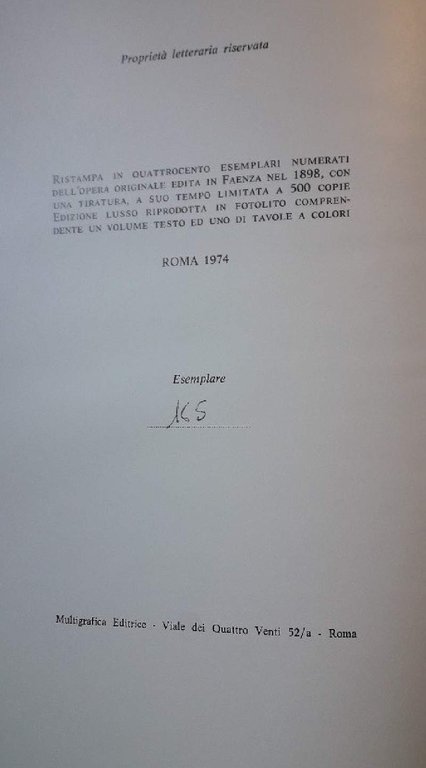 Proprietà letteraria riservata
RISTAMPA IN QUATTROCENTO ESEMPLARI NUMERATI
DELL'OPERA ORIGINALE EDITA IN FAENZA NEL 1898, CON
UNA TIRATURA, A SUO TEMPO LIMITATA A 500 COPIE
EDIZIONE LUSSO RIPRODOTTA IN FOTOLITO COMPREN-
DENTE UN VOLUME TESTO ED UNO DI TAVOLE A COLORI
ROMA 1974
Esemplare
165
Multigrafica Editrice - Viale dei Quattro Venti 52/a - Roma